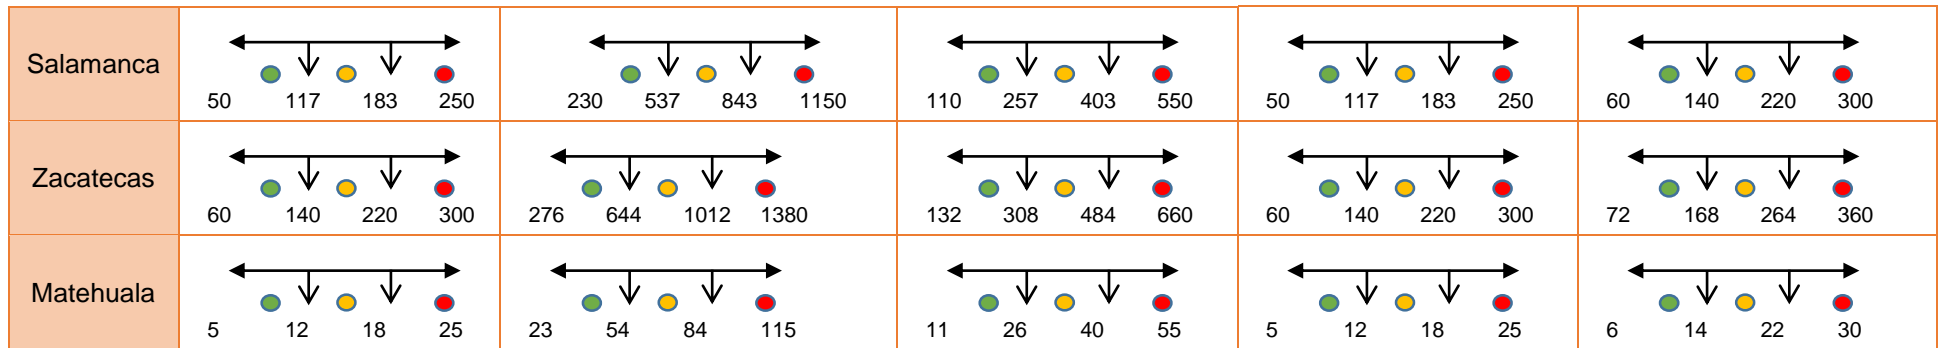 Salamanca
50 117 183 250
230 537 843 1150
110 257 403 550
50 117 183 250
60 140 220 300
Zacatecas
60 140 220 300
276 644 1012 1380
132 308 484 660
60 140 220 300
72 168 264 360
Matehuala
5 12 18 25
23 54 84 115
11 26 40 55
5 12 18 25
6 14 22 30